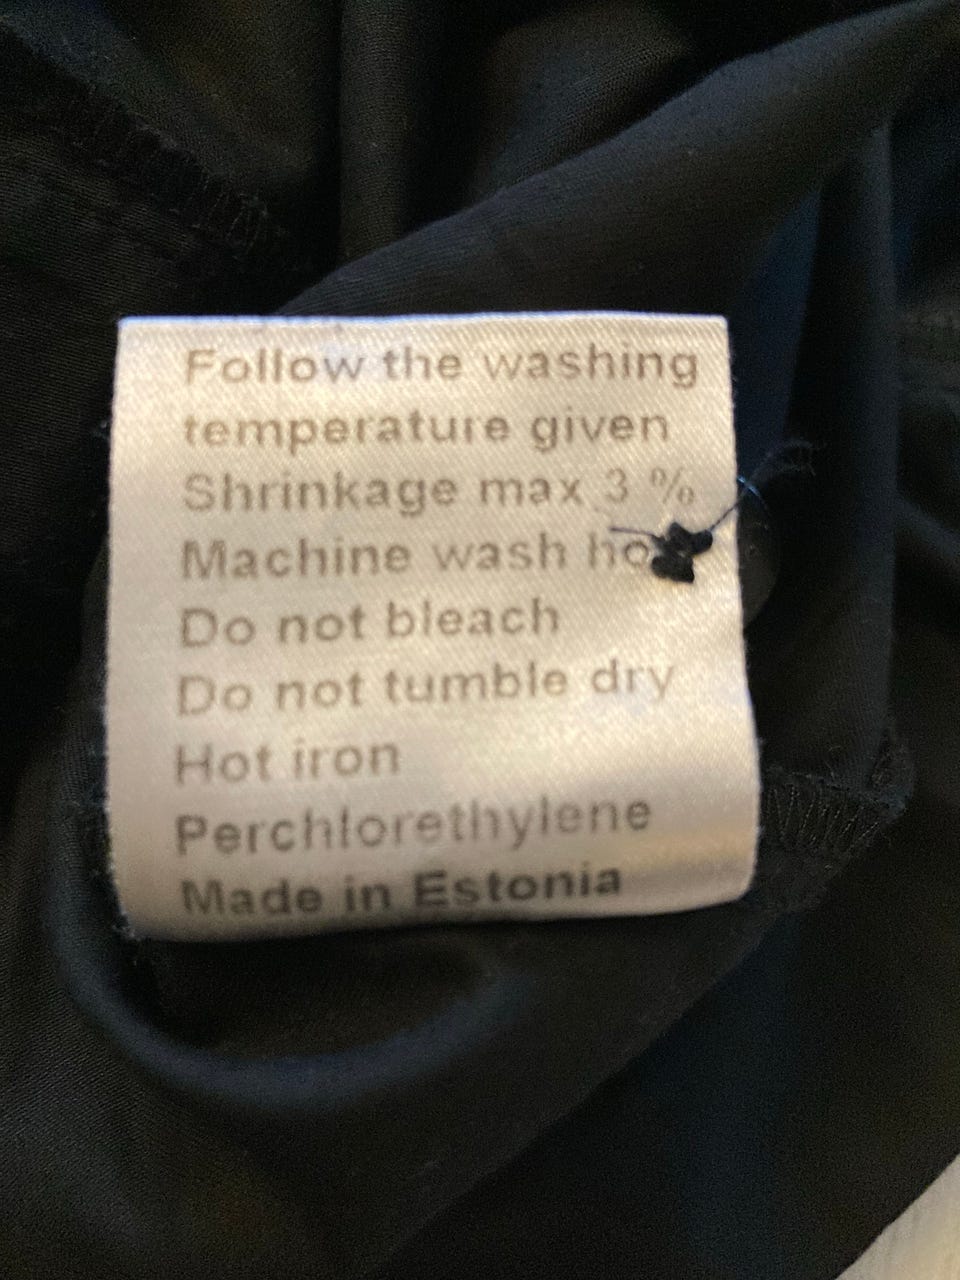 Follow the washing
temperature given
Shrinkage max 3 %
Machine wash
Do not bleach
Do not tumble dry
Hot iron
Perchlorethylene
Made in Estonia